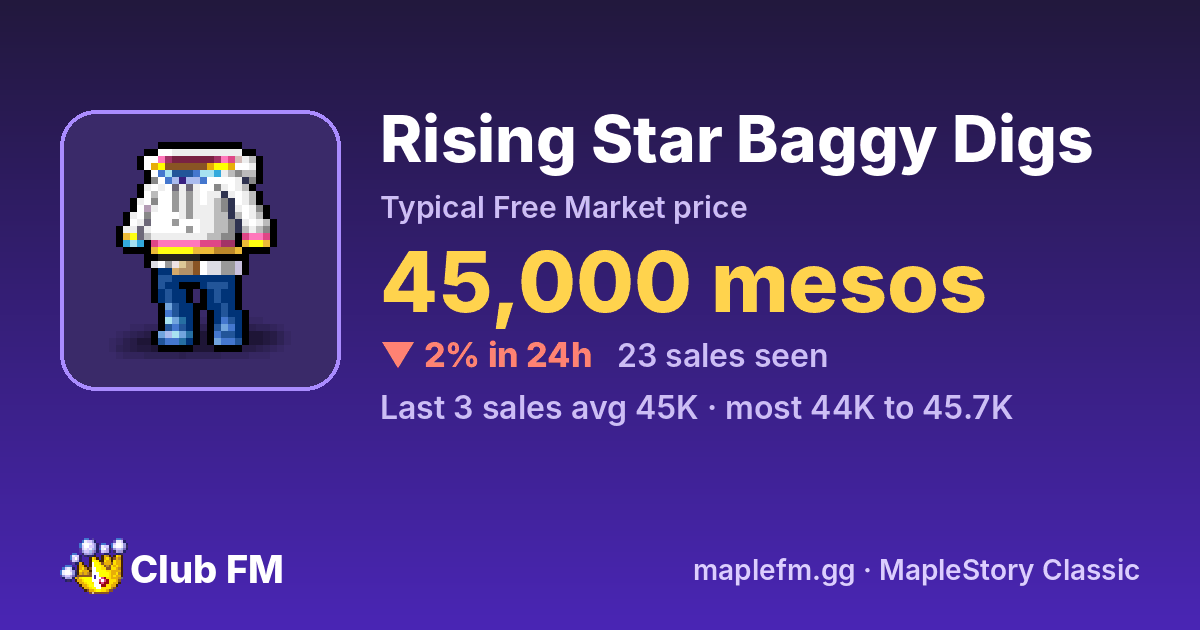 Rising Star Baggy Digs
Typical Free Market price
45,000 mesos
▼ 2% in 24h 23 sales seen
Last 3 sales avg 45K · most 44K to 45.7K
Club FM
maplefm.gg · MapleStory Classic